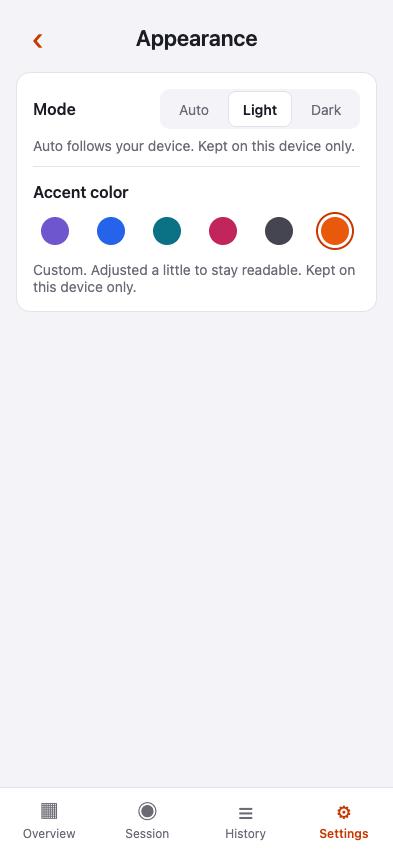 Appearance
Mode
Auto
Light
Dark
Auto follows your device. Kept on this device only.
Accent color
Custom. Adjusted a little to stay readable. Kept on
this device only.
Overview
Session
History
Settings